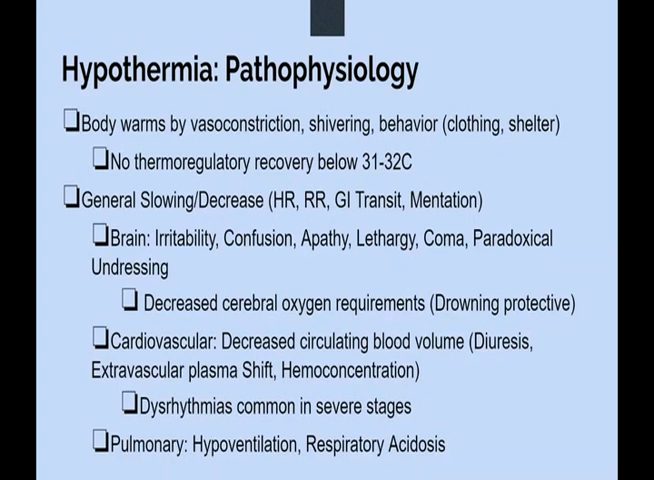 Hypothermia: Pathophysiology
Body warms by vasoconstriction, shivering, behavior (clothing, shelter)
No thermoregulatory recovery below 31-32C
General Slowing/Decrease (HR, RR, GI Transit, Mentation)
Brain: Irritability, Confusion, Apathy, Lethargy, Coma, Paradoxical
Undressing
Decreased cerebral oxygen requirements (Drowning protective)
Cardiovascular: Decreased circulating blood volume (Diuresis,
Extravascular plasma Shift, Hemoconcentration)
Dysrhythmias common in severe stages
Pulmonary: Hypoventilation, Respiratory Acidosis